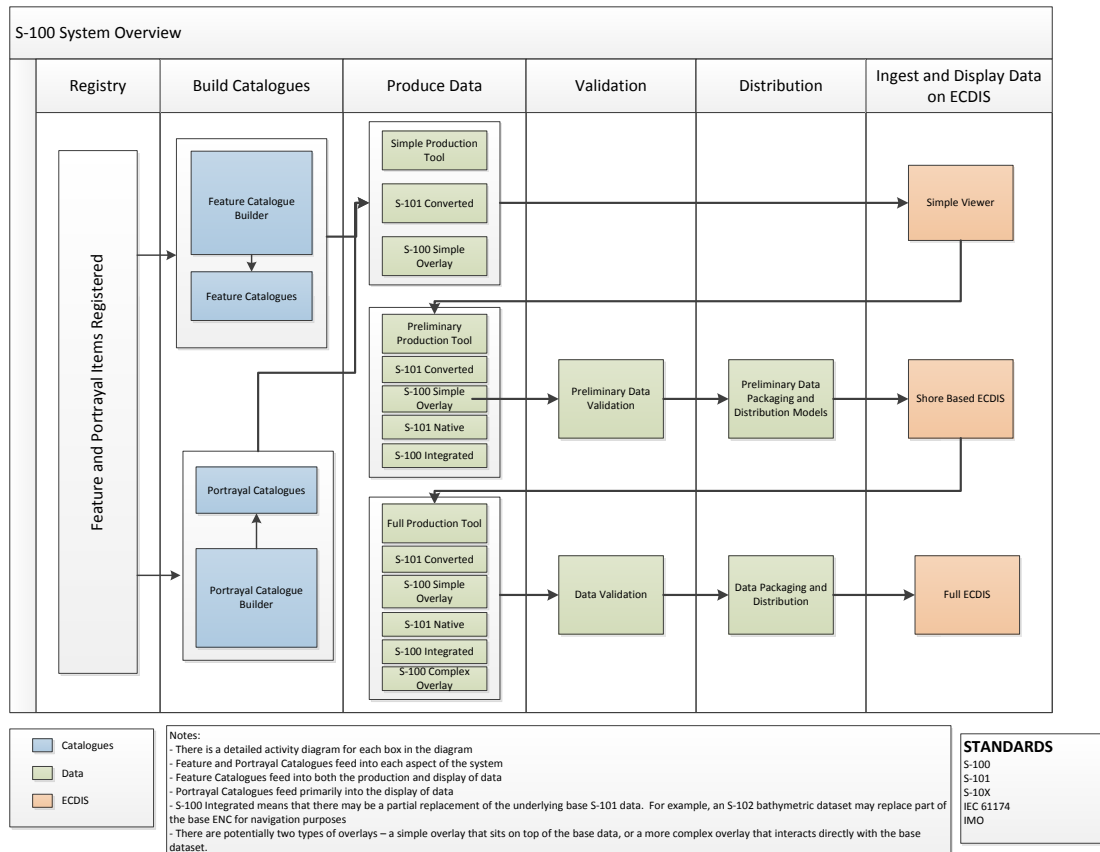 S-100 System Overview
Registry
Build Catalogues
Produce Data
Validation
Distribution
Ingest and Display Data
on ECDIS
Feature and Portrayal Items Registered
Feature Catalogue
Builder
Feature Catalogues
Portrayal Catalogues
Portrayal Catalogue
Builder
Simple Production
Tool
S-101 Converted
S-100 Simple
Overlay
Simple Viewer
Preliminary
Production Tool
S-101 Converted
S-100 Simple
Overlay
S-101 Native
S-100 Integrated
Preliminary Data
Validation
Preliminary Data
Packaging and
Distribution Models
Shore Based ECDIS
Full Production Tool
S-101 Converted
S-100 Simple
Overlay
S-101 Native
S-100 Integrated
S-100 Complex
Overlay
Data Validation
Data Packaging and
Distribution
Full ECDIS
Catalogues
Data
ECDIS
Notes:
- There is a detailed activity diagram for each box in the diagram
- Feature and Portrayal Catalogues feed into each aspect of the system
- Feature Catalogues feed into both the production and display of data
- Portrayal Catalogues feed primarily into the display of data
- S-100 Integrated means that there may be a partial replacement of the underlying base S-101 data. For example, an S-102 bathymetric dataset may replace part of
the base ENC for navigation purposes
- There are potentially two types of overlays – a simple overlay that sits on top of the base data, or a more complex overlay that interacts directly with the base
dataset.
STANDARDS
S-100
S-101
S-10X
IEC 61174
IMO